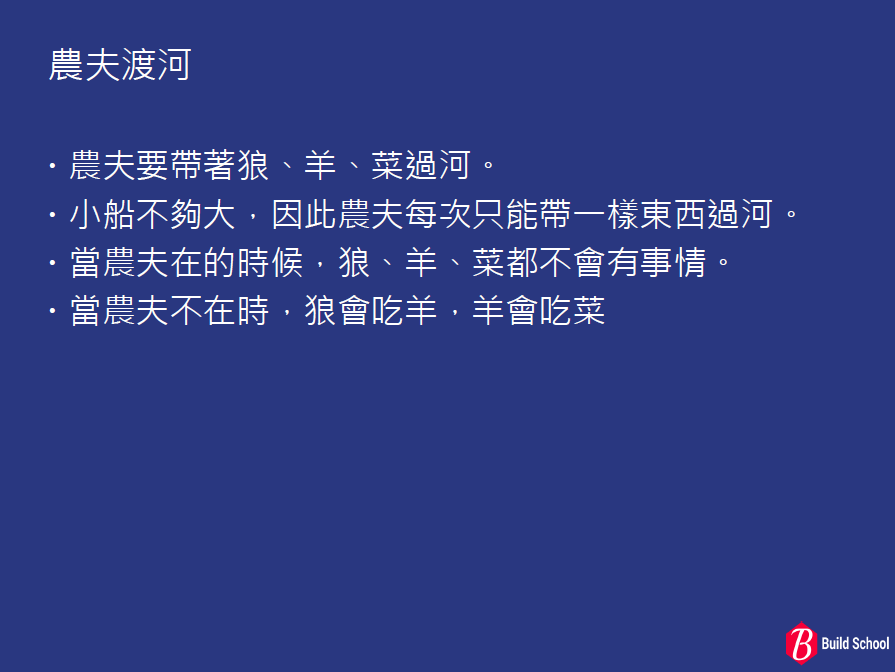 農夫渡河
• 農夫要帶著狼、羊、菜過河。
• 小船不夠大，因此農夫每次只能帶一樣東西過河。
• 當農夫在的時候，狼、羊、菜都不會有事情。
• 當農夫不在時，狼會吃羊，羊會吃菜
B Build School